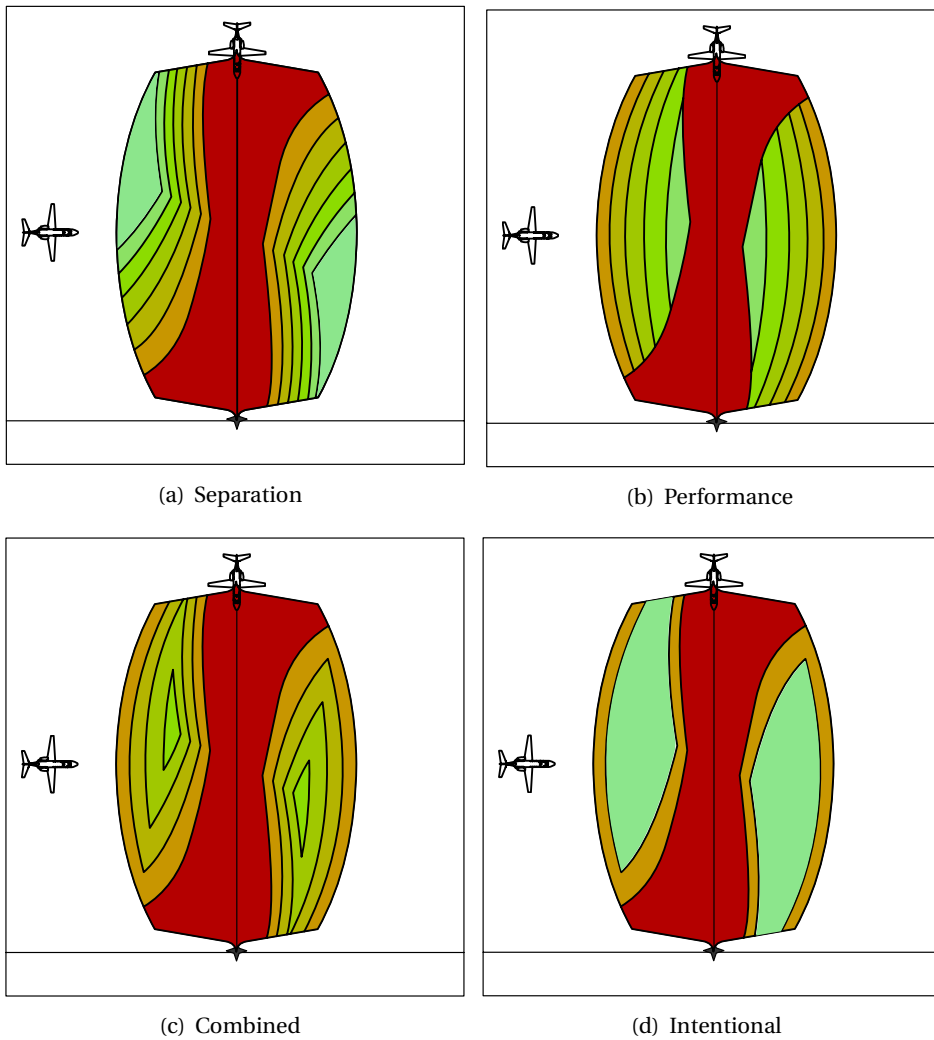 (a) Separation
(b) Performance
(c) Combined
(d) Intentional